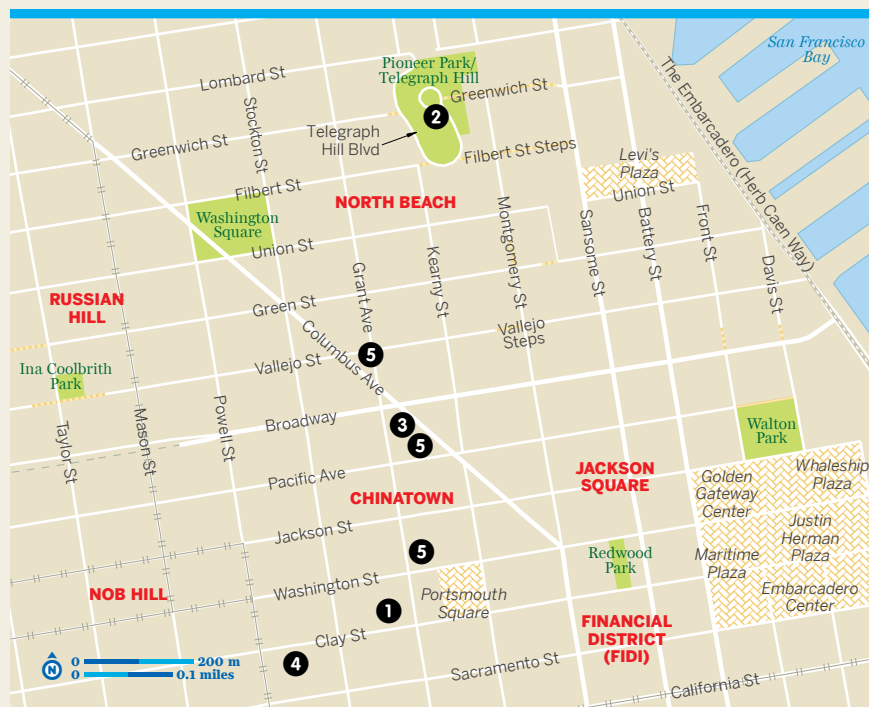 San Francisco
Bay
Pioneer Park/
Telegraph Hill
Lombard St
Greenwich St
The Embarcadero (Herb Caen Way)
2
Stockton St
Telegraph
Hill Blvd
Greenwich St
Filbert St Steps
Levi's
Plaza
Filbert St
Union St
NORTH BEACH
Washington
Square
Montgomery St
Sansome St
Battery St
Front St
Davis St
Union St
Grant Ave
Kearny St
RUSSIAN
HILL
Green St
Columbus Ave
Vallejo
Steps
Vallejo St
5
Ina Coolbrith
Park
Taylor St
Mason St
Powell St
Broadway
3
5
Walton
Park
Pacific Ave
JACKSON
SQUARE
CHINATOWN
Golden
Gateway
Center
Whaleship
Plaza
Jackson St
Justin
Herman
Plaza
5
Redwood
Park
Maritime
Plaza
Washington St
NOB HILL
Portsmouth
Square
Embarcadero
Center
1
Clay St
FINANCIAL
DISTRICT
(FIDI)
4
Sacramento St
California St
N
0 200 m
0 0.1 miles